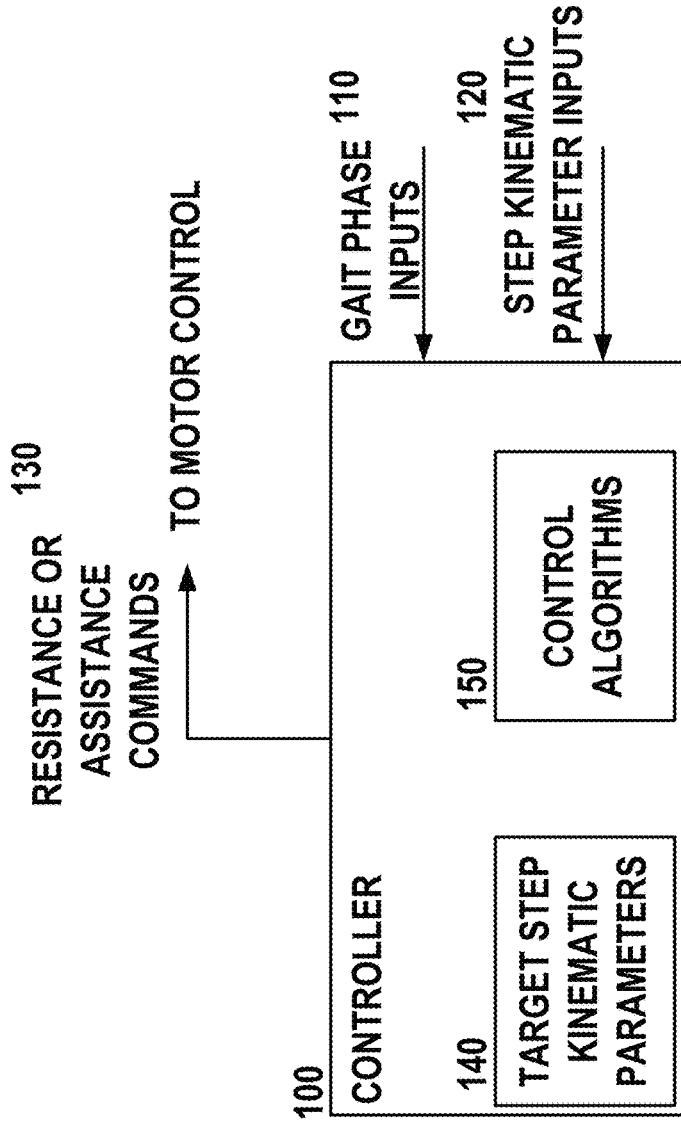 RESISTANCE OR
ASSISTANCE
COMMANDS
130
TO MOTOR CONTROL
100
CONTROLLER
GAIT PHASE
INPUTS
110
140
TARGET STEP
KINEMATIC
PARAMETERS
150
CONTROL
ALGORITHMS
120
STEP KINEMATIC
PARAMETER INPUTS